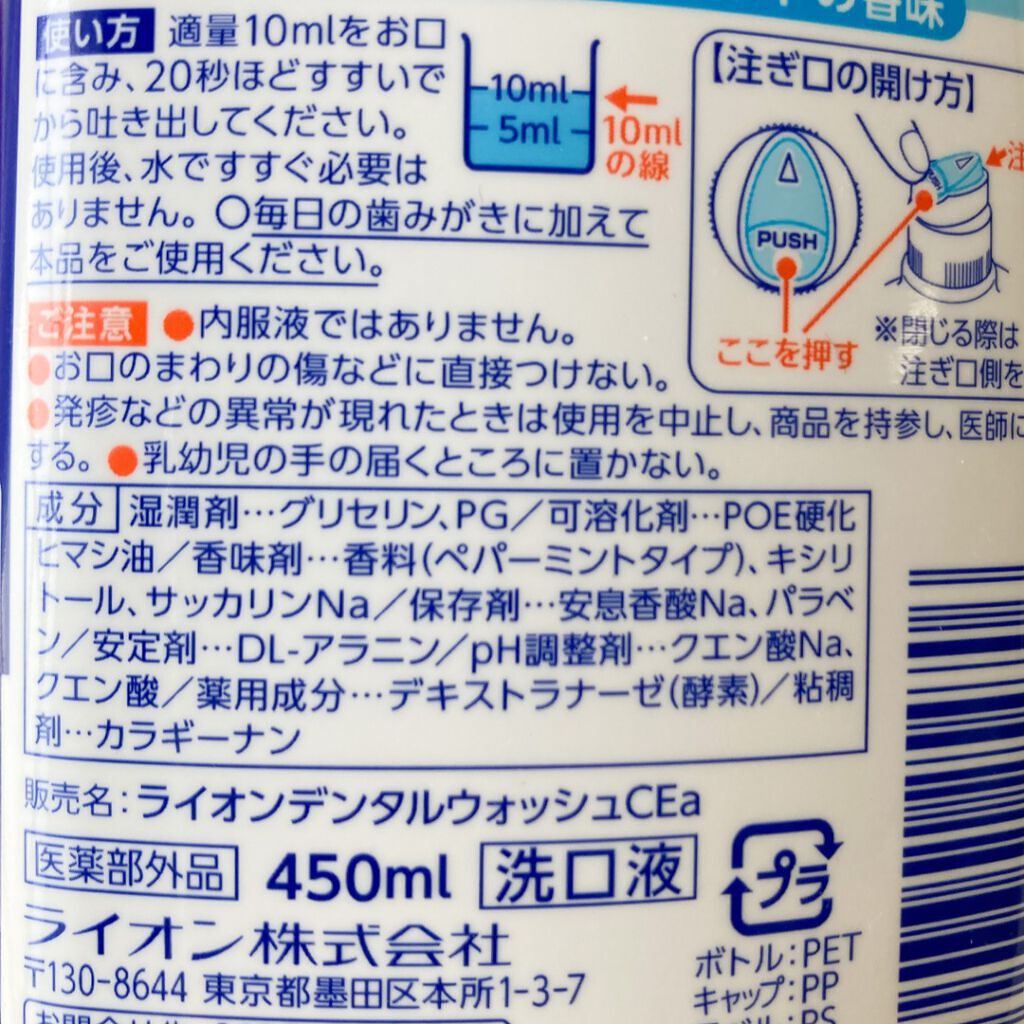 の香味
使い方 適量10mlをお口
に含み、20秒ほどすすいで
から吐き出してください。
使用後、水ですすぐ必要は
ありません。○毎日の歯みがきに加えて
本品をご使用ください。
10ml
5ml
10ml
の線
【注ぎ口の開け方】
PUSH
注
ここを押す
※閉じる際は
注ぎ口側を
ご注意 ●内服液ではありません。
●お口のまわりの傷などに直接つけない。
●発疹などの異常が現れたときは使用を中止し、商品を持参し、医師に
する。●乳幼児の手の届くところに置かない。
成分 湿潤剤…グリセリン、PG／可溶化剤…POE硬化
ヒマシ油／香味剤…香料(ペパーミントタイプ)、キシリ
トール、サッカリンNa／保存剤…安息香酸Na、パラベ
ン／安定剤…DL-アラニン／pH調整剤…クエン酸Na、
クエン酸／薬用成分…デキストラナーゼ(酵素)／粘稠
剤…カラギーナン
販売名：ライオンデンタルウォッシュCEa
医薬部外品 450ml 洗口液
プラ
ライオン株式会社
〒130-8644 東京都墨田区本所1-3-7
ボトル：PET
キャップ：PP